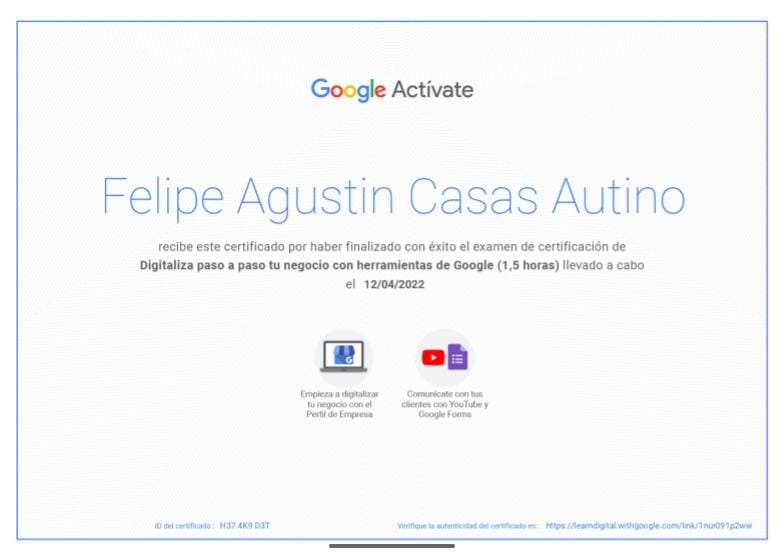 Google Actívate
Felipe Agustin Casas Autino
recibe este certificado por haber finalizado con éxito el examen de certificación de
Digitaliza paso a paso tu negocio con herramientas de Google (1,5 horas) llevado a cabo
el 12/04/2022
Empieza a digitalizar
tu negocio con el
Perfil de Empresa
Comunícate con tus
clientes con YouTube y
Google Forms
ID del certificado : H37 4K9 D3T
Verifique la autenticidad del certificado en : https://learndigital.withgoogle.com/link/1nur091p2ww